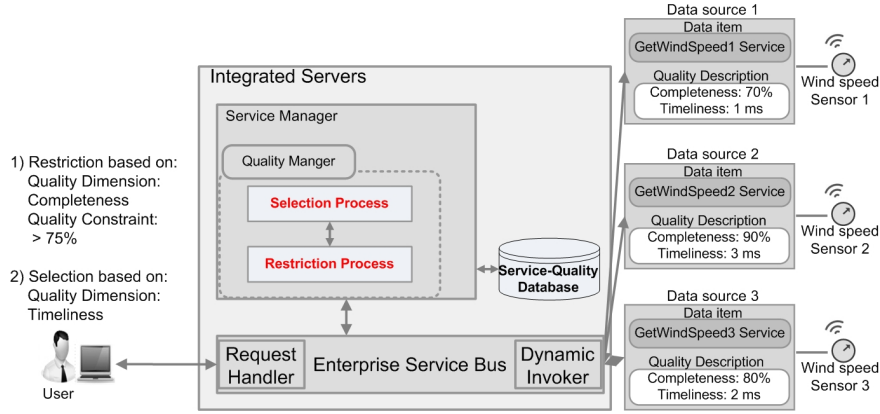 1) Restriction based on:
Quality Dimension:
Completeness
Quality Constraint:
> 75%
2) Selection based on:
Quality Dimension:
Timeliness
User
Integrated Servers
Service Manager
Quality Manger
Selection Process
Restriction Process
Service-Quality
Database
Request
Handler
Enterprise Service Bus
Dynamic
Invoker
Data source 1
Data item
GetWindSpeed1 Service
Quality Description
Completeness: 70%
Timeliness: 1 ms
Wind speed
Sensor 1
Data source 2
Data item
GetWindSpeed2 Service
Quality Description
Completeness: 90%
Timeliness: 3 ms
Wind speed
Sensor 2
Data source 3
Data item
GetWindSpeed3 Service
Quality Description
Completeness: 80%
Timeliness: 2 ms
Wind speed
Sensor 3